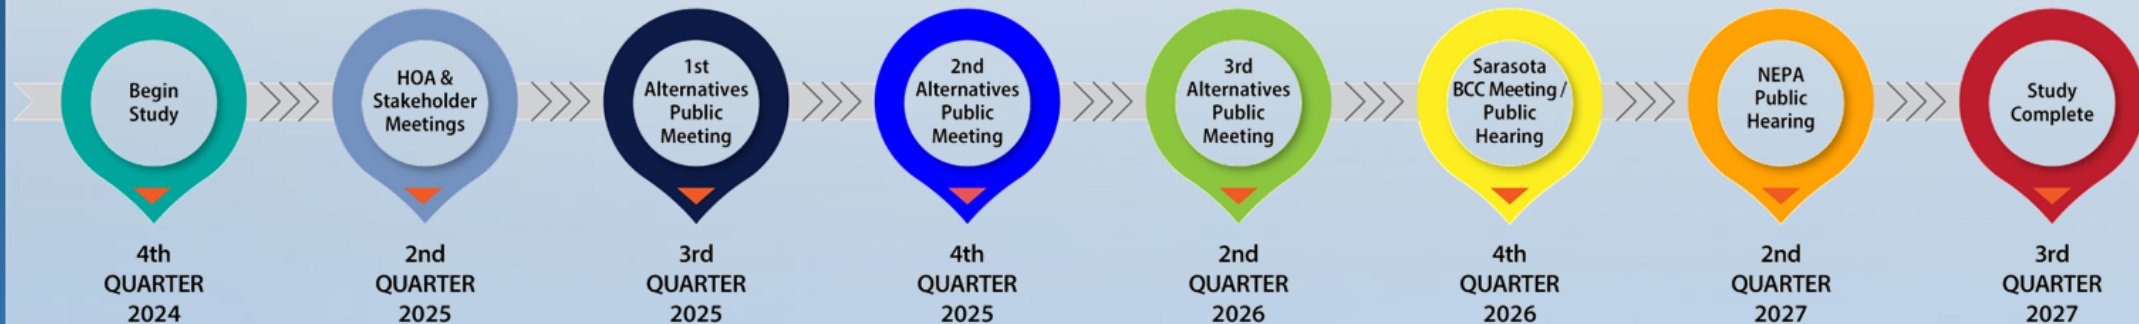 Begin
Study
HOA &
Stakeholder
Meetings
1st
Alternatives
Public
Meeting
2nd
Alternatives
Public
Meeting
3rd
Alternatives
Public
Meeting
Sarasota
BCC Meeting /
Public
Hearing
NEPA
Public
Hearing
Study
Complete
4th
QUARTER
2024
2nd
QUARTER
2025
3rd
QUARTER
2025
4th
QUARTER
2025
2nd
QUARTER
2026
4th
QUARTER
2026
2nd
QUARTER
2027
3rd
QUARTER
2027